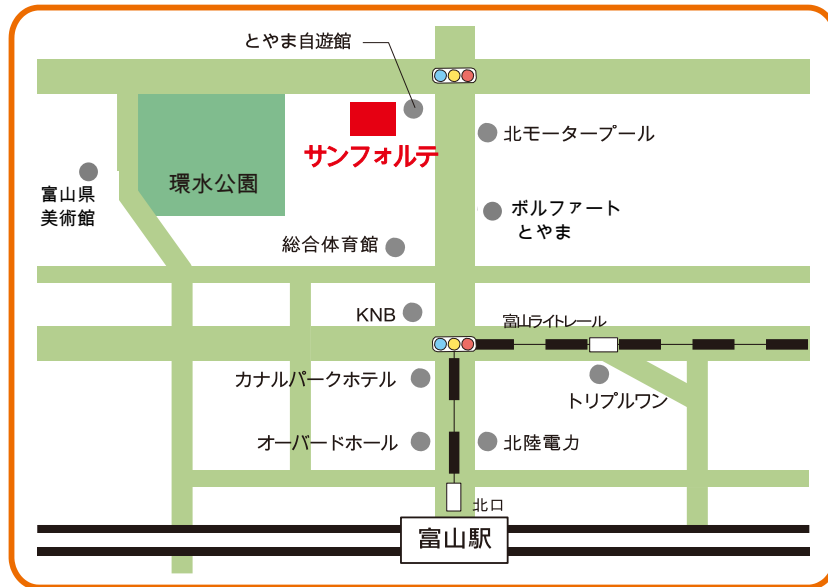 とやま自遊館
北モータープール
サンフォルテ
環水公園
富山県
美術館
ボルファート
とやま
総合体育館
KNB
富山ライトレール
カナルパークホテル
トリプルワン
オーバードホール
北陸電力
北口
富山駅